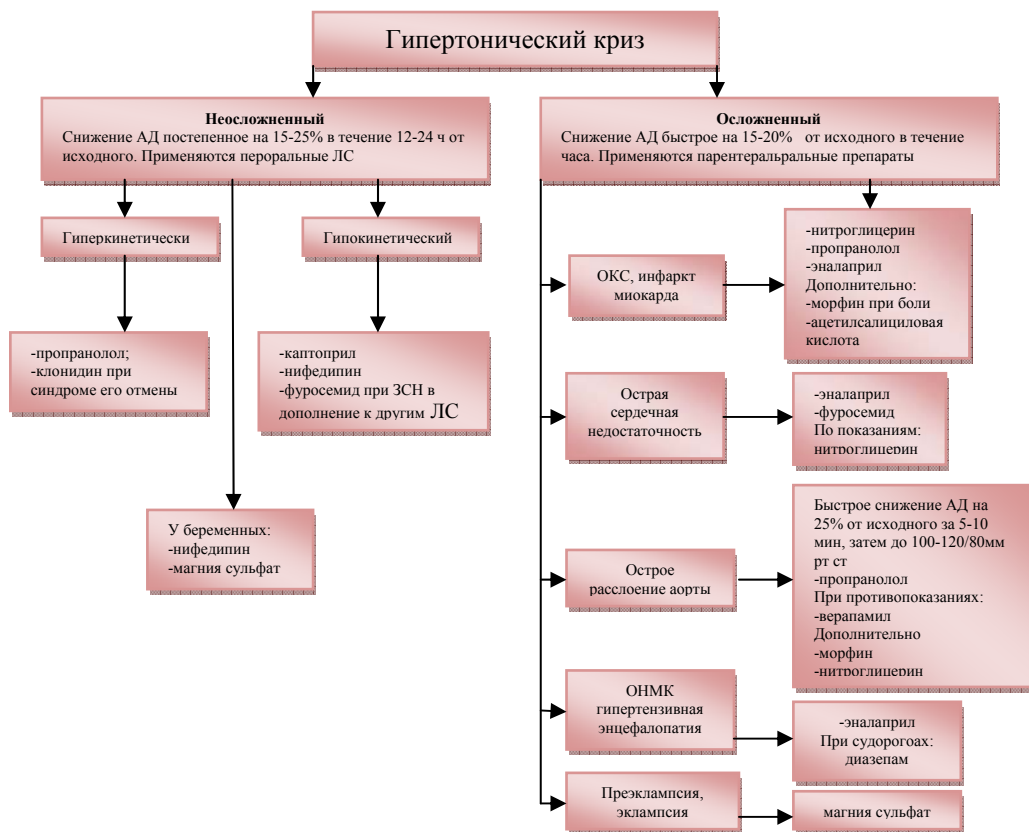 Гипертонический криз
Неосложненный
Снижение АД постепенное на 15-25% в течение 12-24 ч от
исходного. Применяются пероральные ЛС
Гиперкинетически
Гипокинетический
-пропранолол;
-клонидин при
синдроме его отмены
-каптоприл
-нифедипин
-фуросемид при ЗСН в
дополнение к другим ЛС
У беременных:
-нифедипин
-магния сульфат
Осложненный
Снижение АД быстрое на 15-20% от исходного в течение
часа. Применяются парентеральральные препараты
ОКС, инфаркт
миокарда
-нитроглицерин
-пропранолол
-эналаприл
Дополнительно:
-морфин при боли
-ацетилсалициловая
кислота
Острая
сердечная
недостаточность
-эналаприл
-фуросемид
По показаниям:
нитроглицерин
Острое
расслоение аорты
Быстрое снижение АД на
25% от исходного за 5-10
мин, затем до 100-120/80мм
рт ст
-пропранолол
При противопоказаниях:
-верапамил
Дополнительно
-морфин
-нитроглицерин
ОНМК
гипертензивная
энцефалопатия
-эналаприл
При судорогоах:
диазепам
Преэклампсия,
эклампсия
магния сульфат